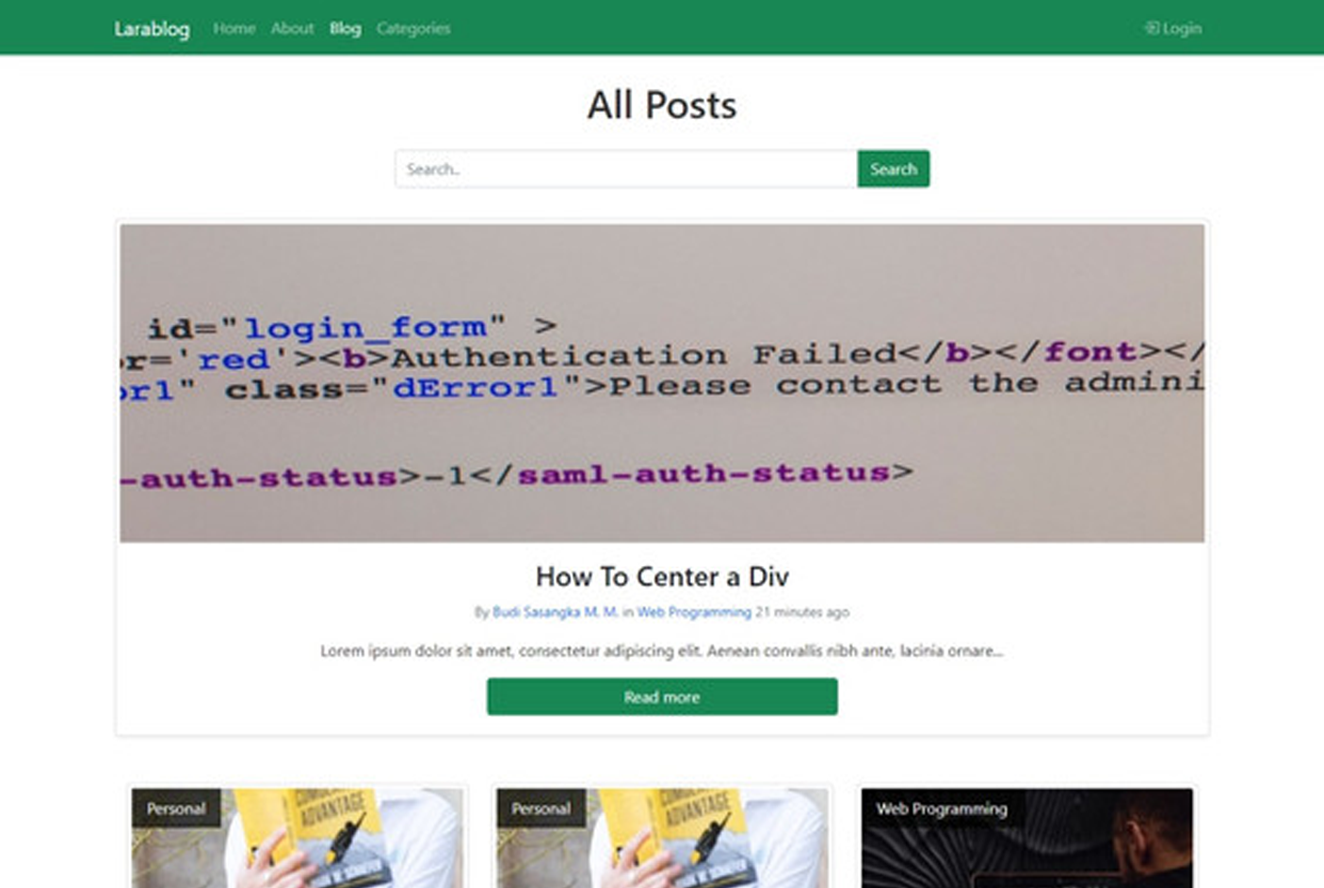 Larablog Home About Blog Categories Login
All Posts
Search..
Search
id="login_form" >
or='red'><b>Authentication Failed</b></font></
or1" class="dError1">Please contact the admini
-auth-status>-1</saml-auth-status>
How To Center a Div
By Budi Sasangka M. M. in Web Programming 21 minutes ago
Lorem ipsum dolor sit amet, consectetur adipiscing elit. Aenean convallis nibh ante, lacinia ornare...
Read more
Personal
ADVANTAGE
Personal
ADVANTAGE
Web Programming